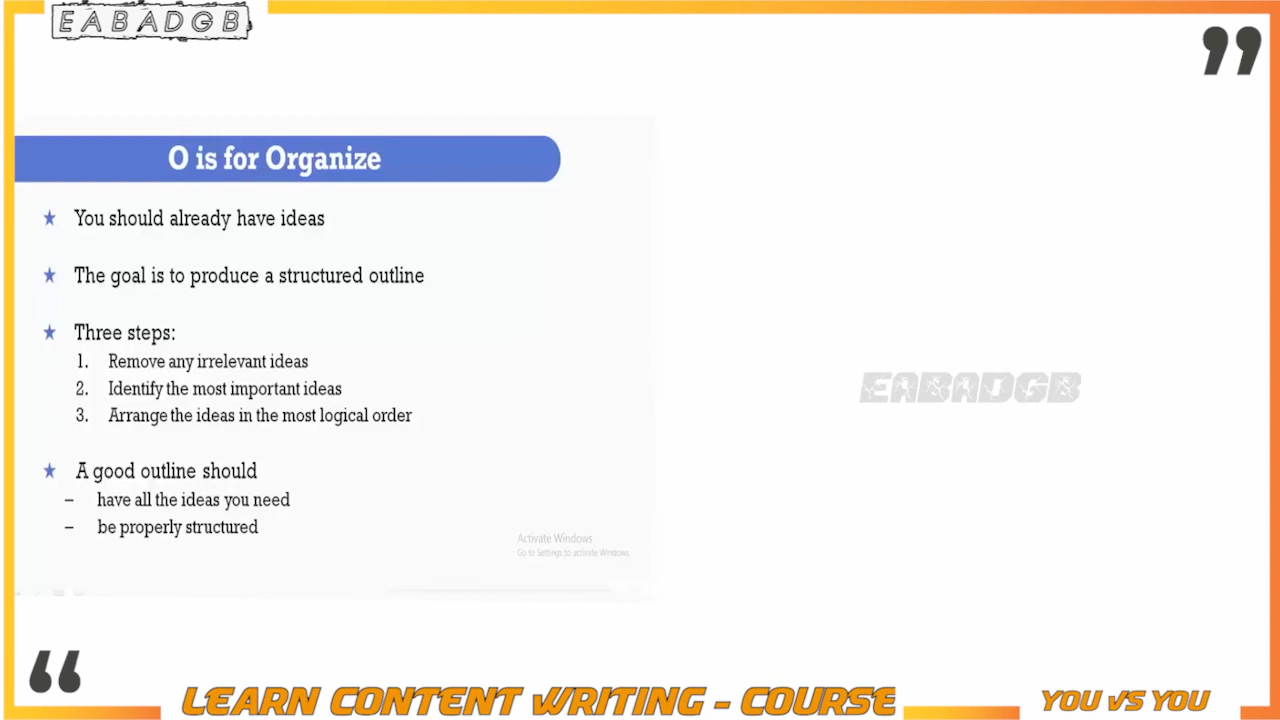 EABADGB
O is for Organize
★ You should already have ideas
★ The goal is to produce a structured outline
★ Three steps:
1. Remove any irrelevant ideas
2. Identify the most important ideas
3. Arrange the ideas in the most logical order
★ A good outline should
– have all the ideas you need
– be properly structured
EABADGB
Activate Windows
Go to Settings to activate Windows.
LEARN CONTENT WRITING - COURSE
YOU VS YOU